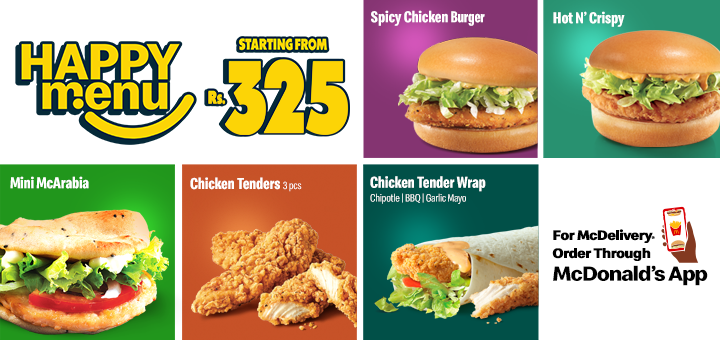 HAPPY
menu
STARTING FROM
Rs.325
Spicy Chicken Burger
Hot N' Crispy
Mini McArabia
Chicken Tenders 3 pcs
Chicken Tender Wrap
Chipotle | BBQ | Garlic Mayo
For McDelivery.
Order Through
McDonald's App